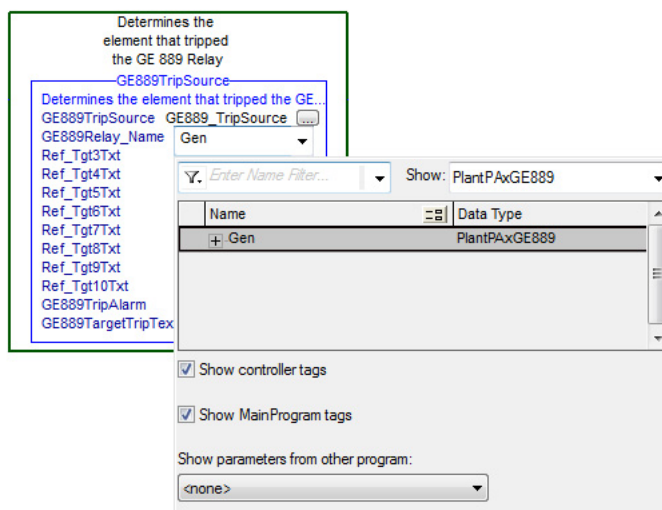 Determines the
element that tripped
the GE 889 Relay
GE889TripSource
Determines the element that tripped the GE...
GE889TripSource GE889_TripSource ...
GE889Relay_Name Gen
Ref_Tgt3Txt
Ref_Tgt4Txt
Ref_Tgt5Txt
Ref_Tgt6Txt
Ref_Tgt7Txt
Ref_Tgt8Txt
Ref_Tgt9Txt
Ref_Tgt10Txt
GE889TripAlarm
GE889TargetTripTex
Enter Name Filter... Show: PlantPAxGE889
Name Data Type
Gen PlantPAxGE889
Show controller tags
Show MainProgram tags
Show parameters from other program:
<none>